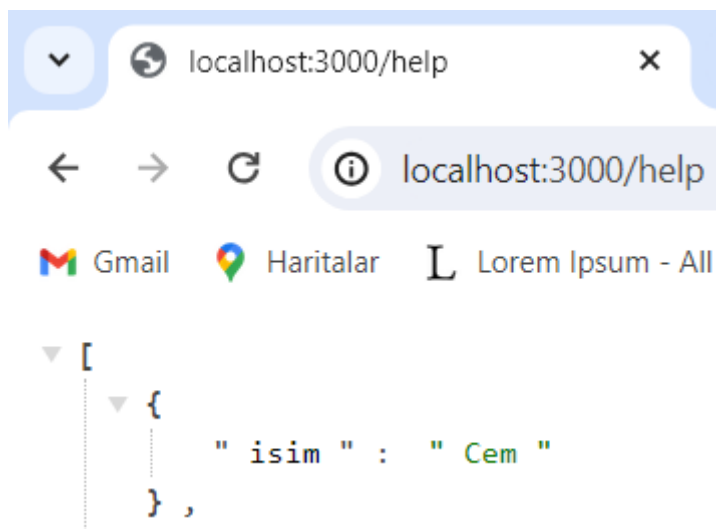 localhost:3000/help
localhost:3000/help
Gmail Haritalar L Lorem Ipsum - All
[
{
" isim " : " Cem "
} ,